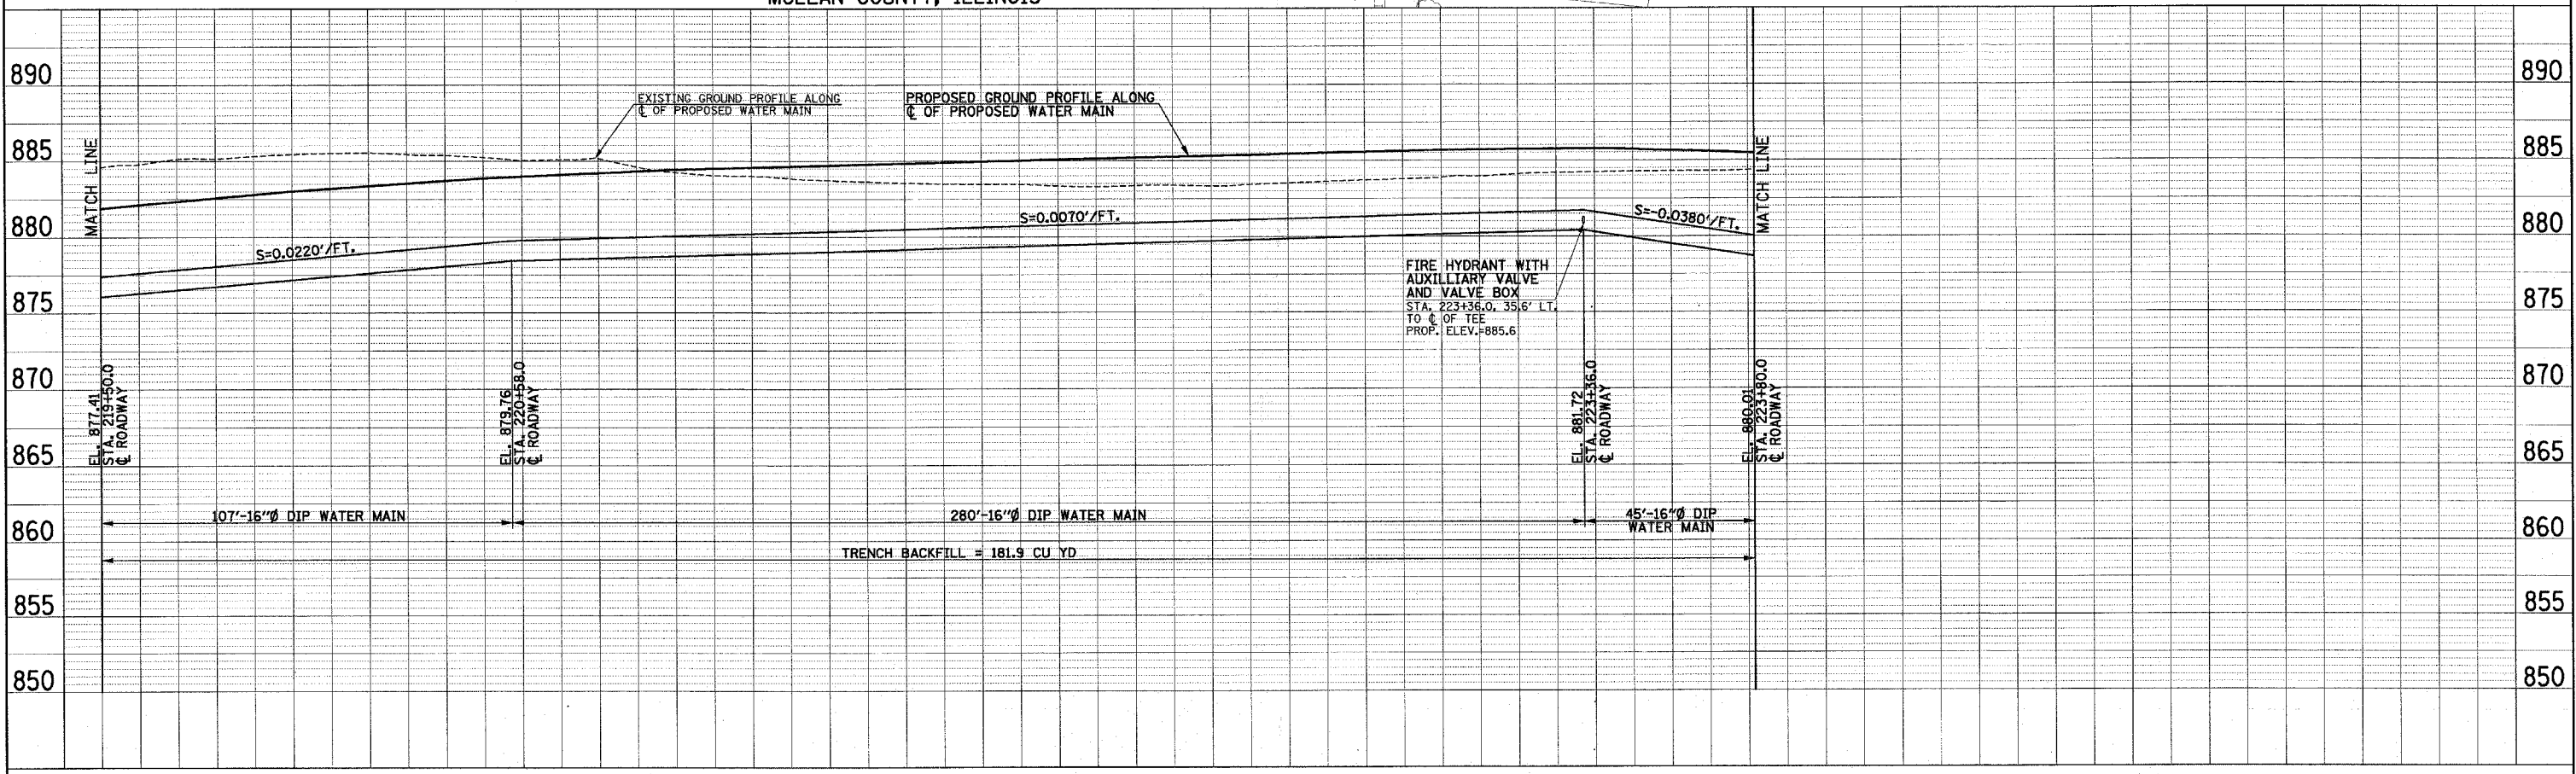 MCLEAN COUNTY, ILLINOIS
890
885
880
875
870
865
860
855
850
MATCH LINE
EXISTING GROUND PROFILE ALONG
℄ OF PROPOSED WATER MAIN
PROPOSED GROUND PROFILE ALONG
℄ OF PROPOSED WATER MAIN
S=0.0220'/FT.
S=0.0070'/FT.
S=-0.0380'/FT.
MATCH LINE
FIRE HYDRANT WITH
AUXILLIARY VALVE
AND VALVE BOX
STA. 223+36.0, 35.6' LT.
TO ℄ OF TEE
PROP. ELEV.=885.6
EL. 877.41
STA. 219+50.0
℄ ROADWAY
EL. 879.76
STA. 220+58.0
℄ ROADWAY
EL. 881.72
STA. 223+36.0
℄ ROADWAY
EL. 880.01
STA. 223+80.0
℄ ROADWAY
107'-16"Ø DIP WATER MAIN
280'-16"Ø DIP WATER MAIN
45'-16"Ø DIP
WATER MAIN
TRENCH BACKFILL = 181.9 CU YD
890
885
880
875
870
865
860
855
850